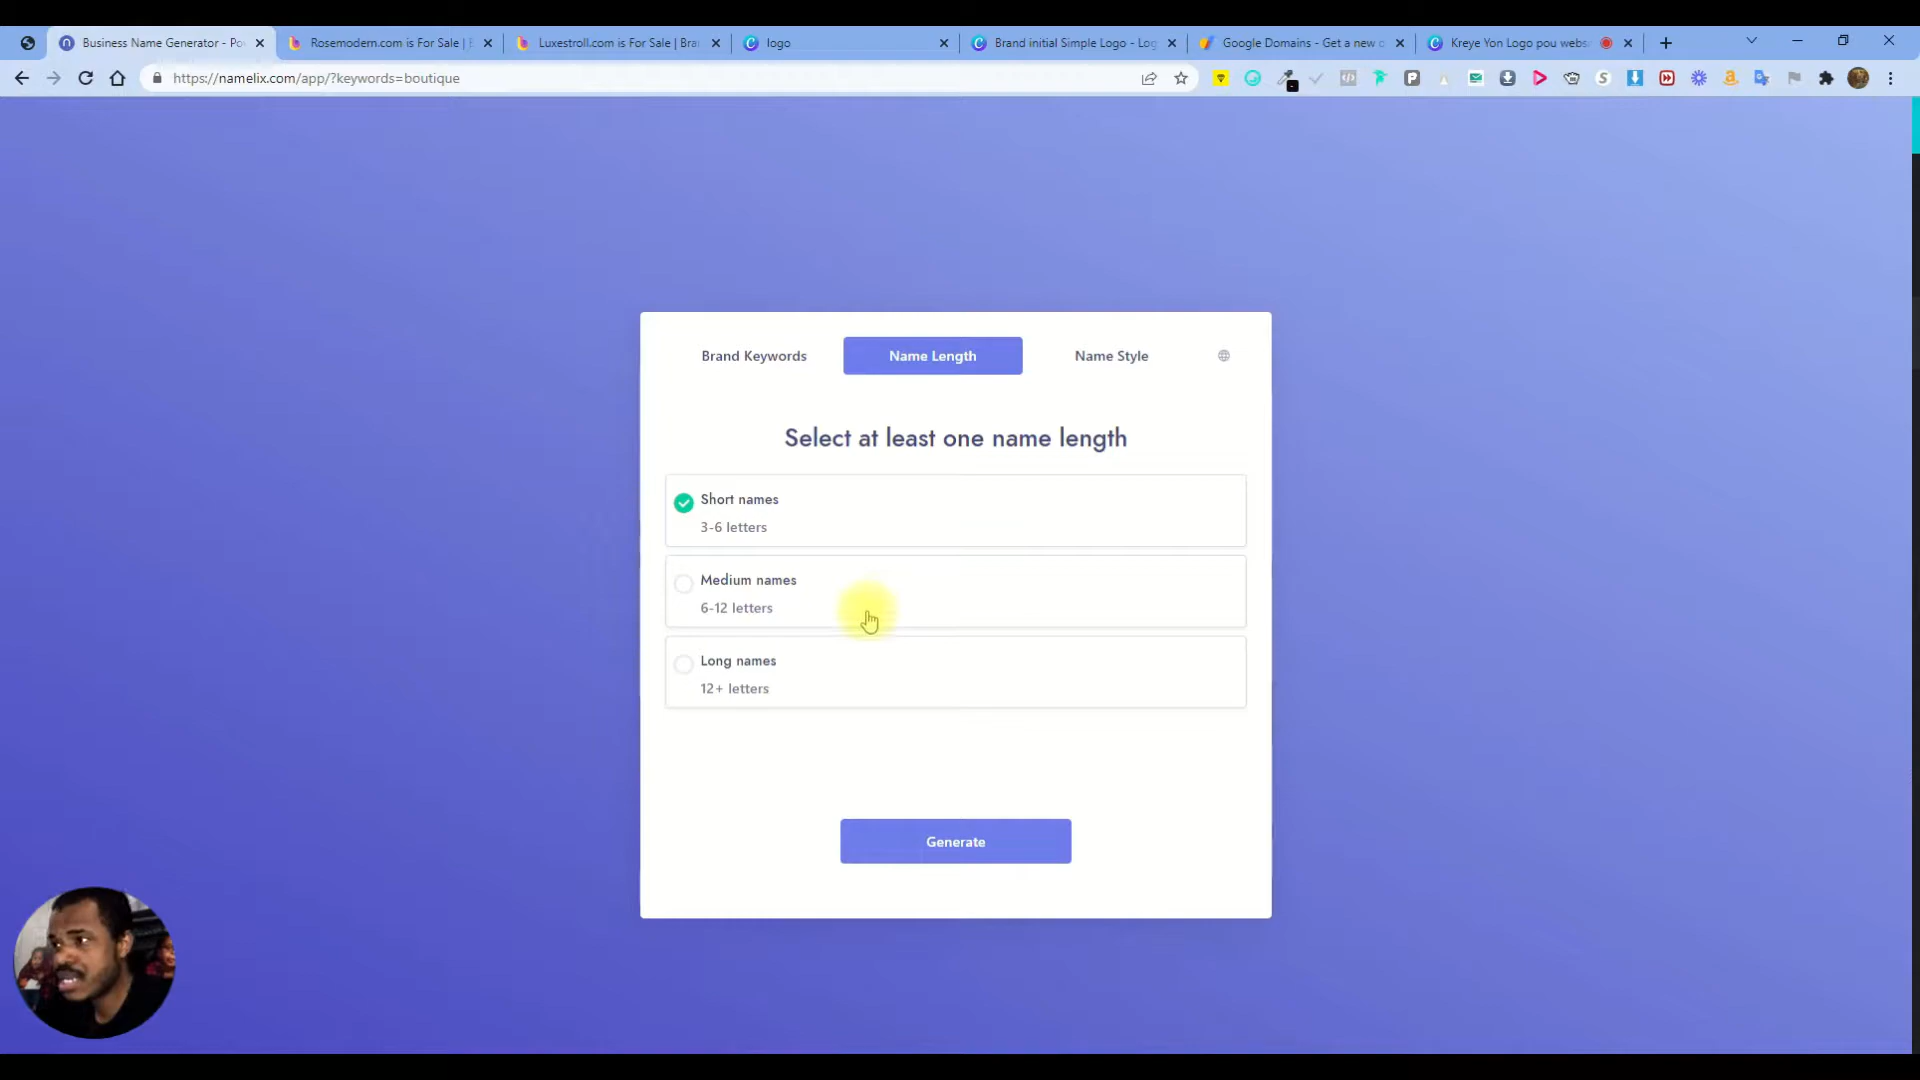 Business Name Generator - Po
Rosemodern.com is For Sale | B
Luxestroll.com is For Sale | Bra
logo
Brand initial Simple Logo - Log
Google Domains - Get a new d
Kreye Yon Logo pou webs
https://namelix.com/app/?keywords=boutique
Brand Keywords
Name Length
Name Style
Select at least one name length
Short names
3-6 letters
Medium names
6-12 letters
Long names
12+ letters
Generate